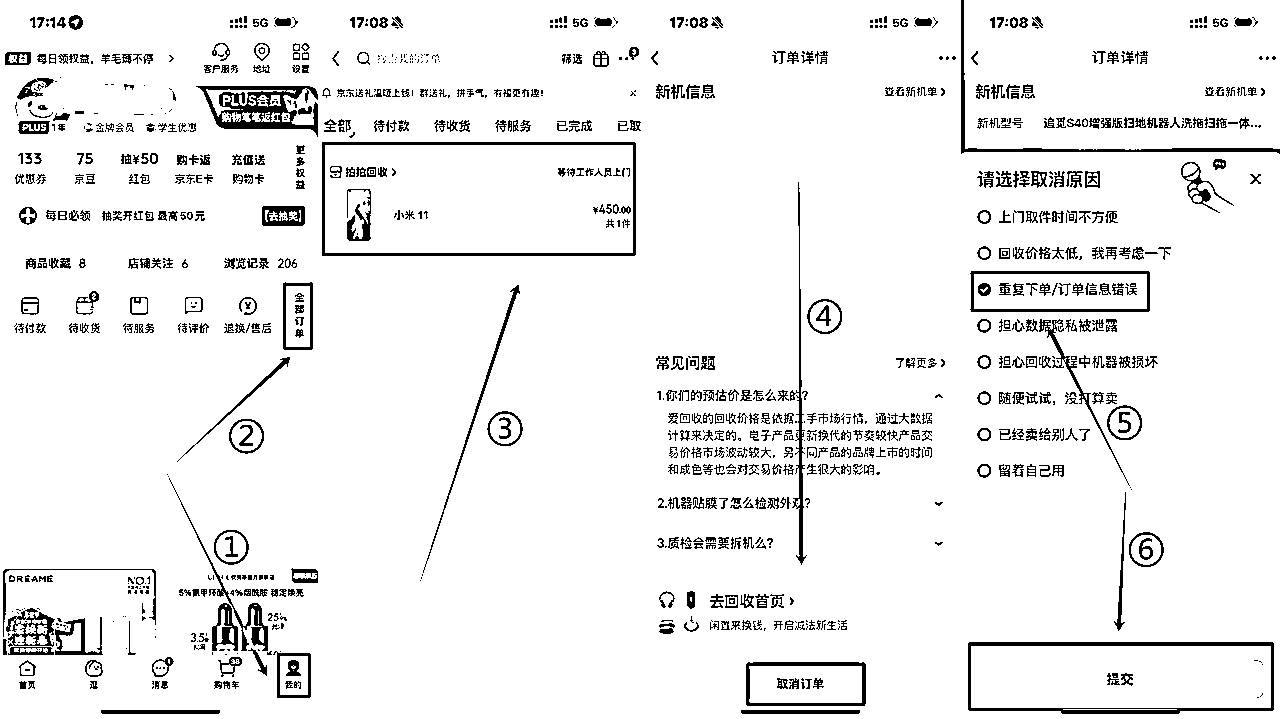 17:14
5G
权益 每日领权益，羊毛薅不停 >
客户服务 地址 设置
PLUS会员
购物笔笔返红包
PLUS 1年 金牌会员 学生优惠
133 75 抽¥50 购卡返 充值送
优惠券 京豆 红包 京东E卡 购物卡
更多权益
每日必领 抽奖开红包 最高50元 【去抽奖】
商品收藏 8 店铺关注 6 浏览记录 206
2
待付款 待收货 待服务 待评价 退换/售后
全部订单
②
①
DREAME
NO.1
5%氨甲环酸+4%烟酰胺 稳定焕亮
25%
3.5
首页 逛 消息 购物车 我的
17:08
5G
筛选
京东送礼温暖上线！群送礼，拼手气，有福更有趣！ ×
全部 待付款 待收货 待服务 已完成 已取
拍拍回收 > 等待工作人员上门
小米 11 ¥450.00
共1件
③
17:08
5G
订单详情
新机信息 查看新机单 >
④
常见问题 了解更多 >
1.你们的预估价是怎么来的?
爱回收的回收价格是依据二手市场行情，通过大数据
计算来决定的。电子产品更新换代的节奏较快产品交
易价格市场波动较大，另不同产品的品牌上市的时间
和成色等也会对交易价格产生很大的影响。
2.机器贴膜了怎么检测外观?
3.质检会需要拆机么?
去回收首页 >
闲置来换钱，开启减法新生活
取消订单
17:08
5G
订单详情
新机信息 查看新机单 >
新机型号 追觅S40增强版扫地机器人洗拖扫拖一体...
请选择取消原因 ×
上门取件时间不方便
回收价格太低，我再考虑一下
重复下单/订单信息错误
担心数据隐私被泄露
担心回收过程中机器被损坏
随便试试，没打算卖
已经卖给别人了
留着自己用
⑤
⑥
提交